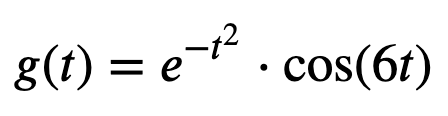 g(t) = e^{-t^2} · cos(6t)